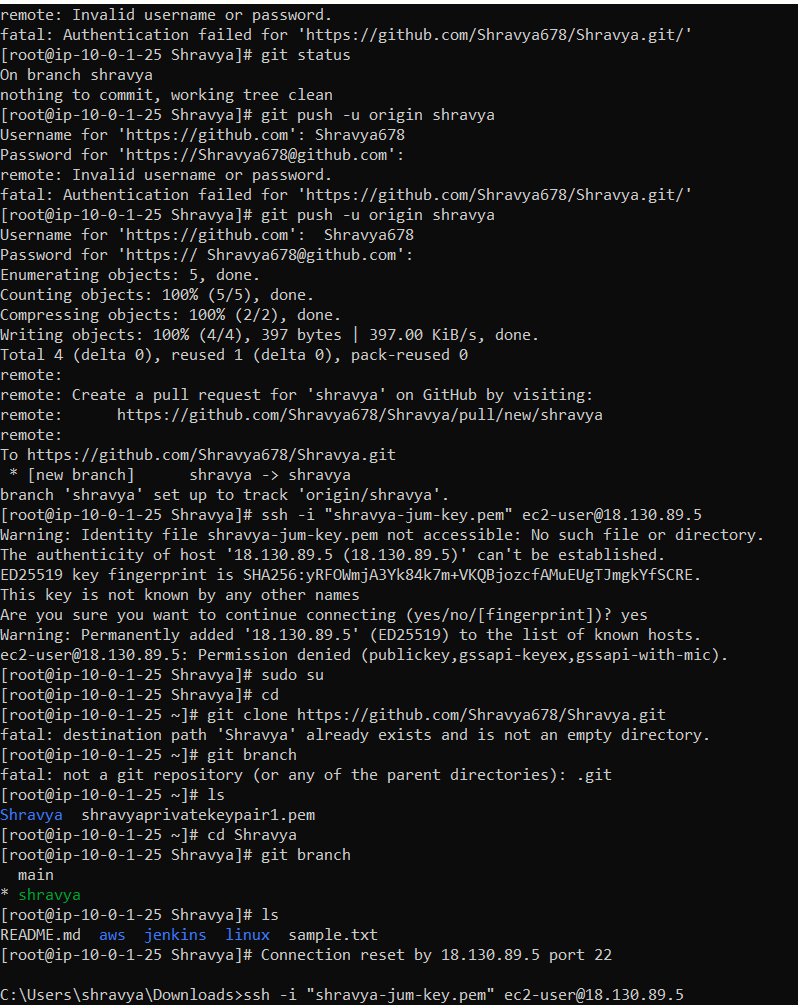 remote: Invalid username or password.
fatal: Authentication failed for 'https://github.com/Shravya678/Shravya.git/'
[root@ip-10-0-1-25 Shravya]# git status
On branch shravya
nothing to commit, working tree clean
[root@ip-10-0-1-25 Shravya]# git push -u origin shravya
Username for 'https://github.com': Shravya678
Password for 'https://Shravya678@github.com':
remote: Invalid username or password.
fatal: Authentication failed for 'https://github.com/Shravya678/Shravya.git/'
[root@ip-10-0-1-25 Shravya]# git push -u origin shravya
Username for 'https://github.com':  Shravya678
Password for 'https:// Shravya678@github.com':
Enumerating objects: 5, done.
Counting objects: 100% (5/5), done.
Compressing objects: 100% (2/2), done.
Writing objects: 100% (4/4), 397 bytes | 397.00 KiB/s, done.
Total 4 (delta 0), reused 1 (delta 0), pack-reused 0
remote:
remote: Create a pull request for 'shravya' on GitHub by visiting:
remote:      https://github.com/Shravya678/Shravya/pull/new/shravya
remote:
To https://github.com/Shravya678/Shravya.git
 * [new branch]      shravya -> shravya
branch 'shravya' set up to track 'origin/shravya'.
[root@ip-10-0-1-25 Shravya]# ssh -i "shravya-jum-key.pem" ec2-user@18.130.89.5
Warning: Identity file shravya-jum-key.pem not accessible: No such file or directory.
The authenticity of host '18.130.89.5 (18.130.89.5)' can't be established.
ED25519 key fingerprint is SHA256:yRFOWmjA3Yk84k7m+VKQBjozcfAMuEUgTJmgkYfSCRE.
This key is not known by any other names
Are you sure you want to continue connecting (yes/no/[fingerprint])? yes
Warning: Permanently added '18.130.89.5' (ED25519) to the list of known hosts.
ec2-user@18.130.89.5: Permission denied (publickey,gssapi-keyex,gssapi-with-mic).
[root@ip-10-0-1-25 Shravya]# sudo su
[root@ip-10-0-1-25 Shravya]# cd
[root@ip-10-0-1-25 ~]# git clone https://github.com/Shravya678/Shravya.git
fatal: destination path 'Shravya' already exists and is not an empty directory.
[root@ip-10-0-1-25 ~]# git branch
fatal: not a git repository (or any of the parent directories): .git
[root@ip-10-0-1-25 ~]# ls
Shravya  shravyaprivatekeypair1.pem
[root@ip-10-0-1-25 ~]# cd Shravya
[root@ip-10-0-1-25 Shravya]# git branch
  main
* shravya
[root@ip-10-0-1-25 Shravya]# ls
README.md  aws  jenkins  linux  sample.txt
[root@ip-10-0-1-25 Shravya]# Connection reset by 18.130.89.5 port 22
C:\Users\shravya\Downloads>ssh -i "shravya-jum-key.pem" ec2-user@18.130.89.5